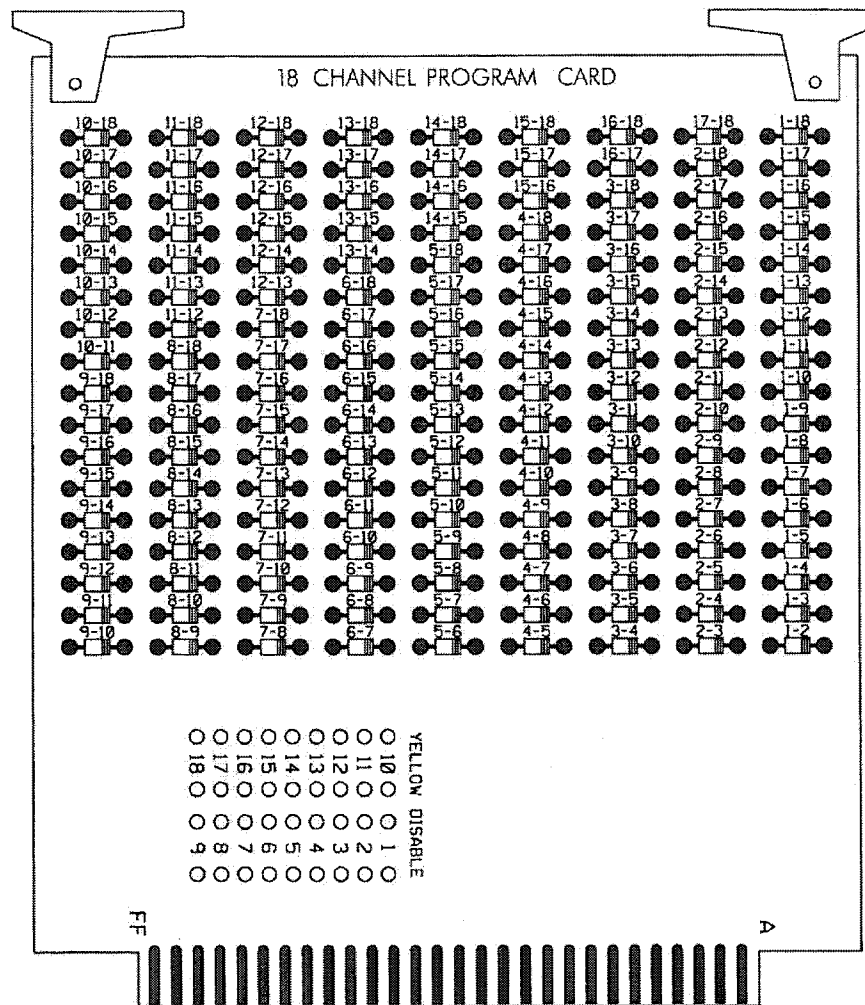 18 CHANNEL PROGRAM CARD
10-18 11-18 12-18 13-18 14-18 15-18 16-18 17-18 1-18
10-17 11-17 12-17 13-17 14-17 15-17 16-17 2-18 1-17
10-16 11-16 12-16 13-16 14-16 15-16 3-18 2-17 1-16
10-15 11-15 12-15 13-15 14-15 4-18 3-17 2-16 1-15
10-14 11-14 12-14 13-14 5-18 4-17 3-16 2-15 1-14
10-13 11-13 12-13 6-18 5-17 4-16 3-15 2-14 1-13
10-12 11-12 7-18 6-17 5-16 4-15 3-14 2-13 1-12
10-11 8-18 7-17 6-16 5-15 4-14 3-13 2-12 1-11
9-18 8-17 7-16 6-15 5-14 4-13 3-12 2-11 1-10
9-17 8-16 7-15 6-14 5-13 4-12 3-11 2-10 1-9
9-16 8-15 7-14 6-13 5-12 4-11 3-10 2-9 1-8
9-15 8-14 7-13 6-12 5-11 4-10 3-9 2-8 1-7
9-14 8-13 7-12 6-11 5-10 4-9 3-8 2-7 1-6
9-13 8-12 7-11 6-10 5-9 4-8 3-7 2-6 1-5
9-12 8-11 7-10 6-9 5-8 4-7 3-6 2-5 1-4
9-11 8-10 7-9 6-8 5-7 4-6 3-5 2-4 1-3
9-10 8-9 7-8 6-7 5-6 4-5 3-4 2-3 1-2
YELLOW DISABLE
10 1
11 2
12 3
13 4
14 5
15 6
16 7
17 8
18 9
FF A